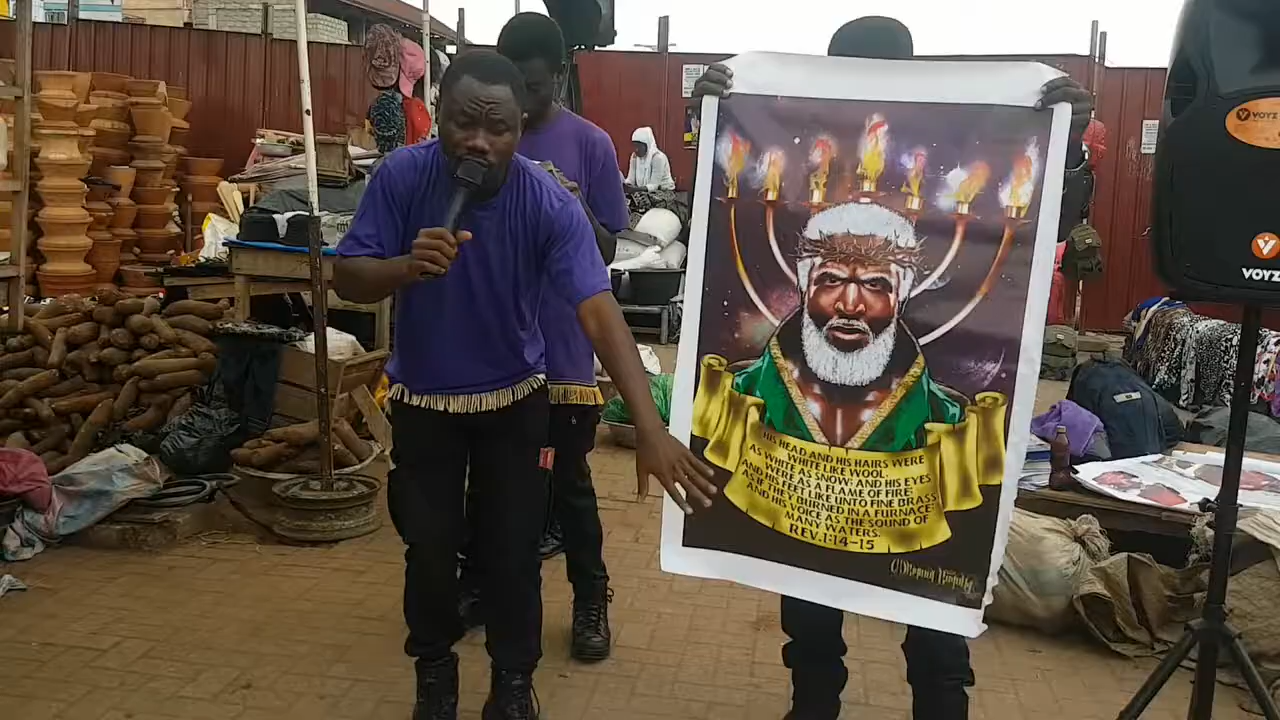 HIS HEAD AND HIS HAIRS WERE
WHITE LIKE WOOL,
AS WHITE AS SNOW; AND HIS EYES
WERE AS A FLAME OF FIRE;
AND HIS FEET LIKE UNTO FINE BRASS,
AS IF THEY BURNED IN A FURNACE;
AND HIS VOICE AS THE SOUND OF
MANY WATERS.
REV.1:14-15
VOYZ
VOYZ